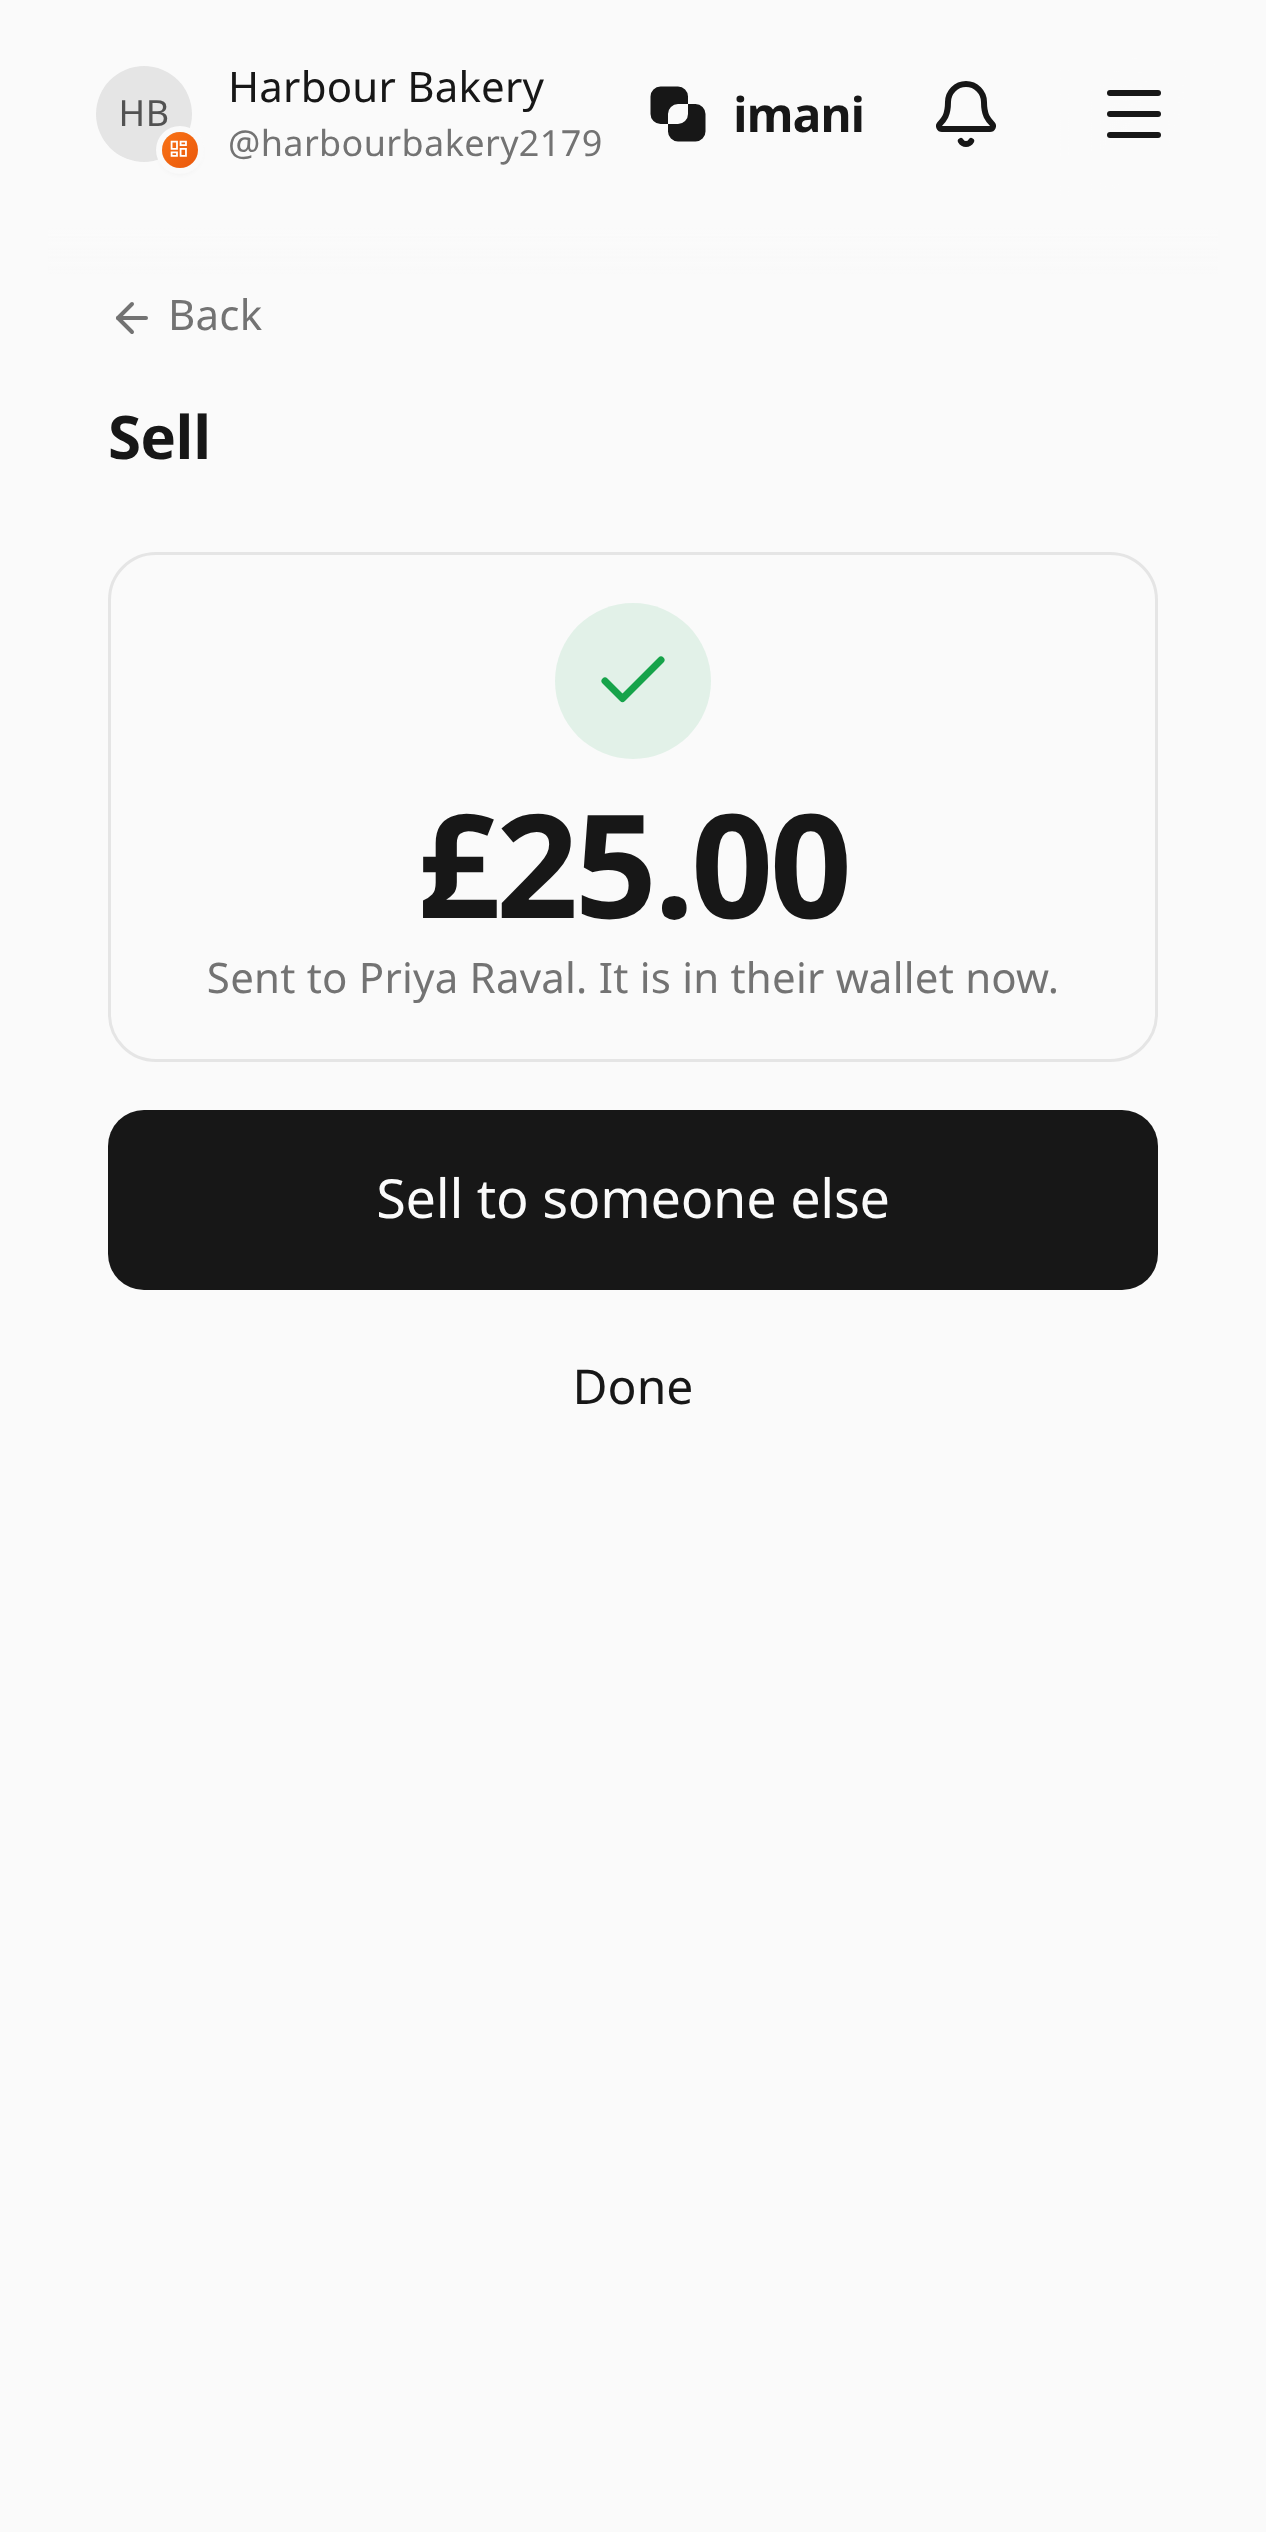 HB
Harbour Bakery
@harbourbakery2179
imani
Back
Sell
£25.00
Sent to Priya Raval. It is in their wallet now.
Sell to someone else
Done